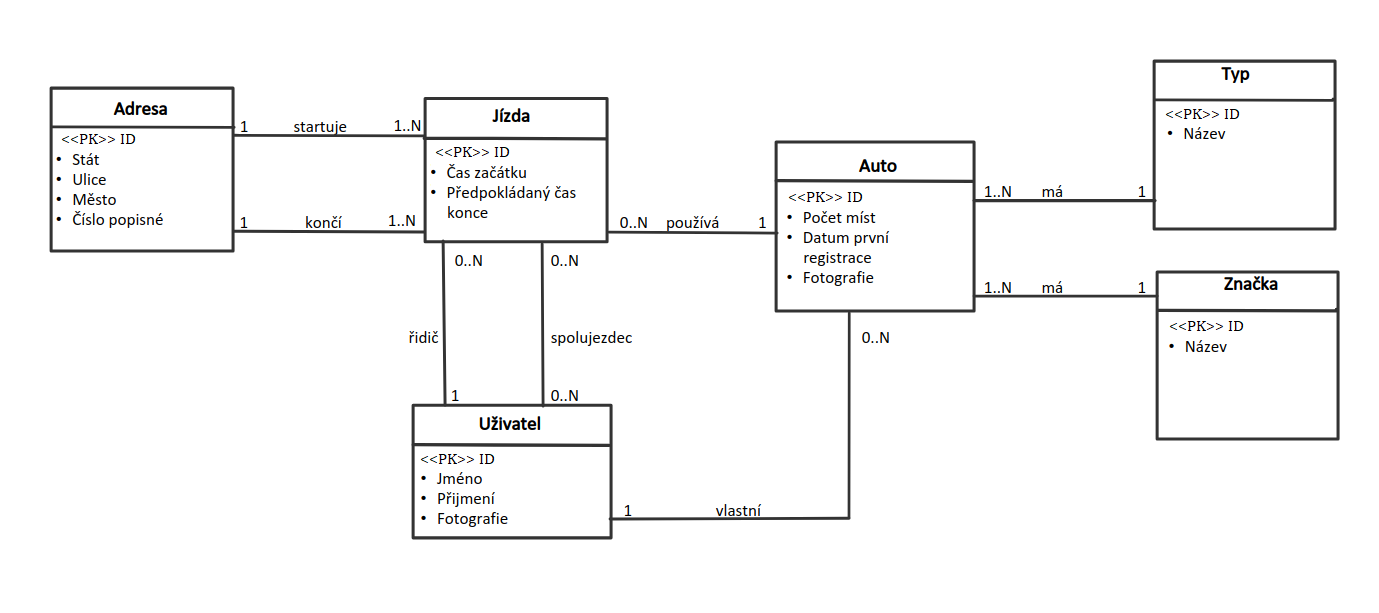 Adresa
<<PK>> ID
• Stát
• Ulice
• Město
• Číslo popisné
1 startuje 1..N
1 končí 1..N
Jízda
<<PK>> ID
• Čas začátku
• Předpokládaný čas
konce
0..N používá 1
0..N
řidič
1
0..N
spolujezdec
0..N
Uživatel
<<PK>> ID
• Jméno
• Přijmení
• Fotografie
1 vlastní
0..N
Auto
<<PK>> ID
• Počet míst
• Datum první
registrace
• Fotografie
1..N má 1
1..N má 1
Typ
<<PK>> ID
• Název
Značka
<<PK>> ID
• Název